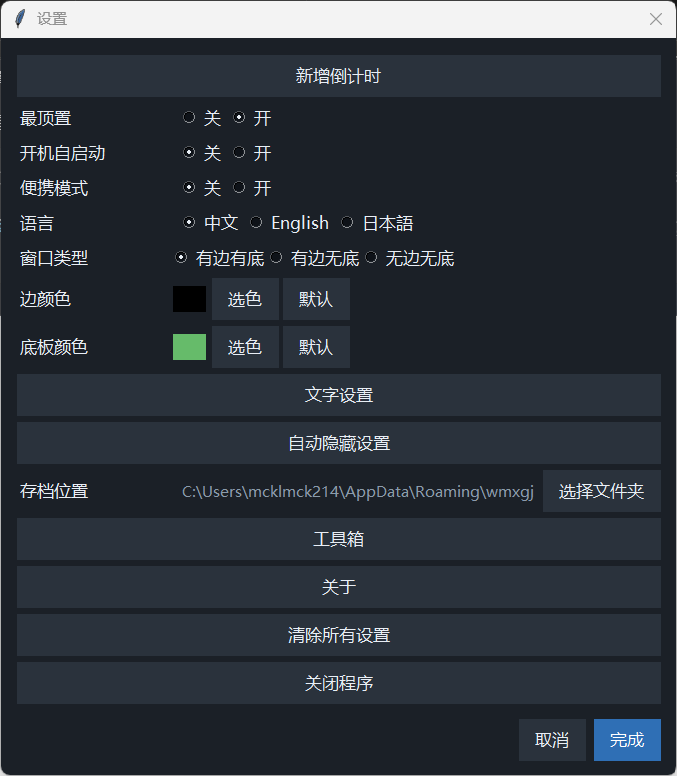 设置
新增倒计时
最顶置 关 开
开机自启动 关 开
便携模式 关 开
语言 中文 English 日本語
窗口类型 有边有底 有边无底 无边无底
边颜色 选色 默认
底板颜色 选色 默认
文字设置
自动隐藏设置
存档位置 C:\Users\mcklmck214\AppData\Roaming\wmxgj 选择文件夹
工具箱
关于
清除所有设置
关闭程序
取消 完成